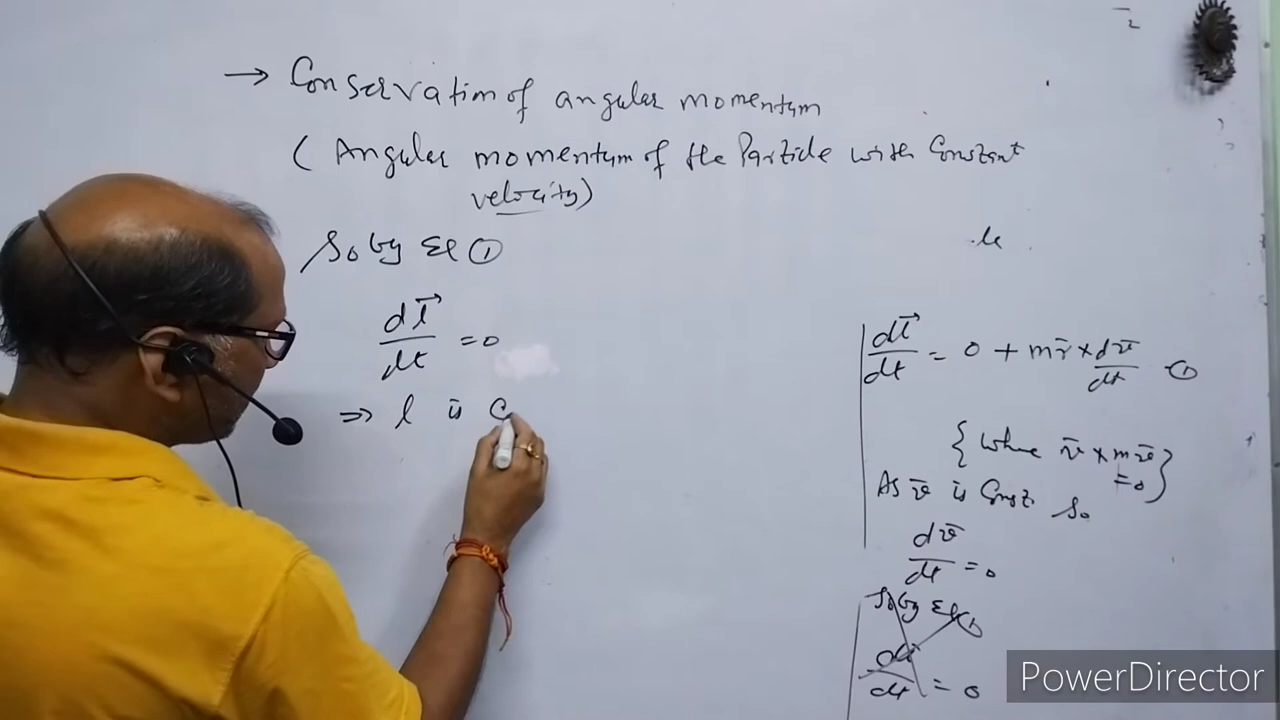 → Conservation of angular momentum
( Angular momentum of the Particle with Constant
velocity)
So by Eq ①
dl⃗/dt = 0
⇒ l is C
dl⃗/dt = 0 + m r̄ × dv̄/dt ①
{ Where v̄ × m v̄ = 0 }
As v̄ is Const. So
dv̄/dt = 0
So by Eq ①
dl/dt = 0
PowerDirector